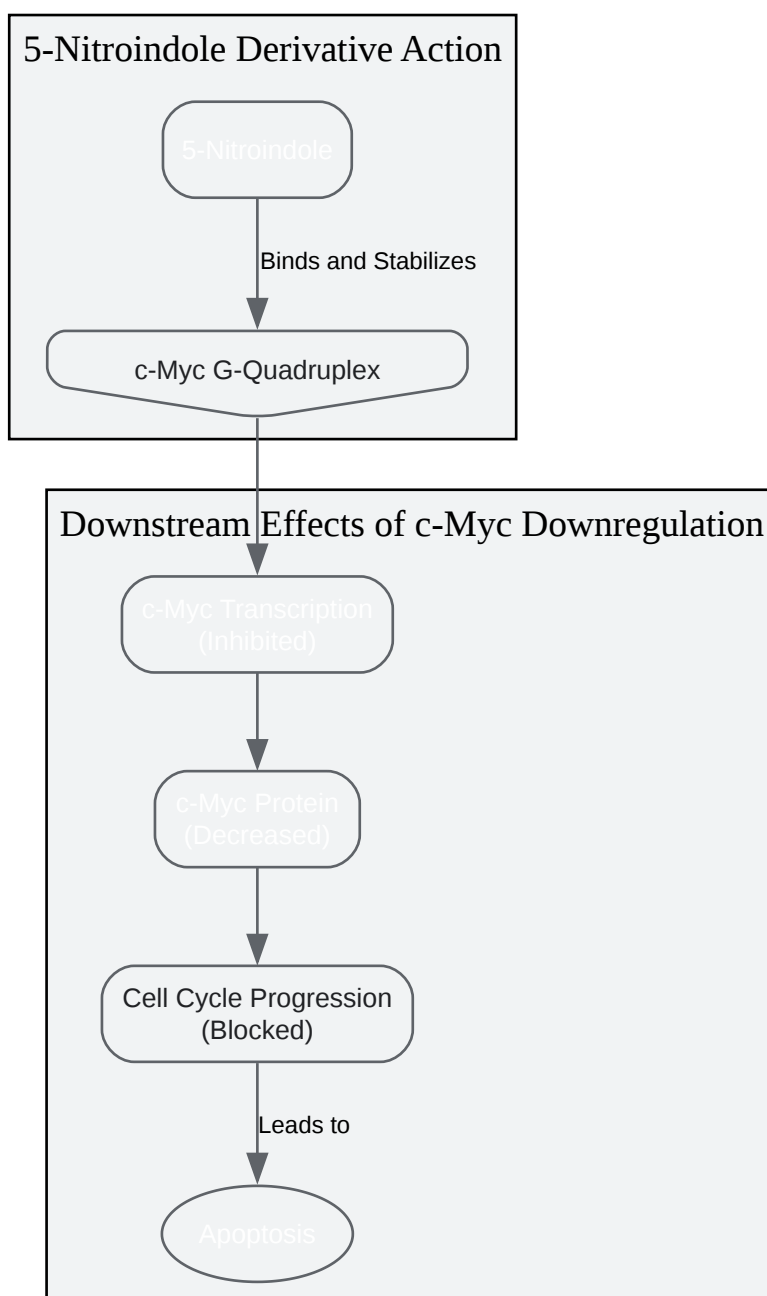 5-Nitroindole Derivative Action
5-Nitroindole
Binds and Stabilizes
c-Myc G-Quadruplex
Downstream Effects of c-Myc Downregulation
c-Myc Transcription
(Inhibited)
c-Myc Protein
(Decreased)
Cell Cycle Progression
(Blocked)
Leads to
Apoptosis